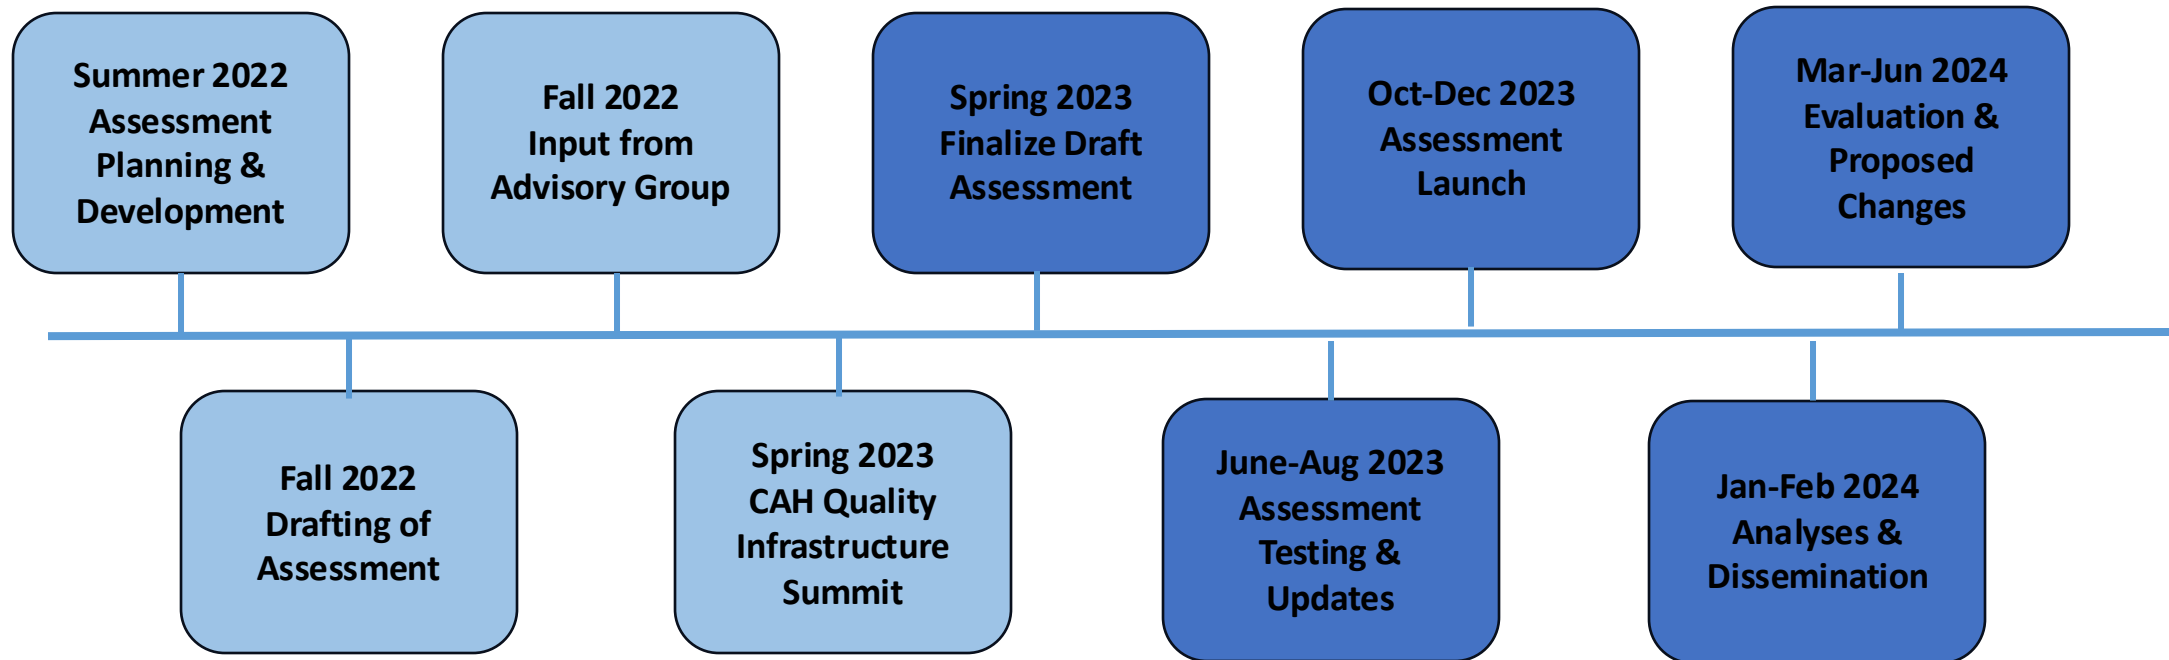 Summer 2022
Assessment
Planning &
Development
Fall 2022
Input from
Advisory Group
Spring 2023
Finalize Draft
Assessment
Oct-Dec 2023
Assessment
Launch
Mar-Jun 2024
Evaluation &
Proposed
Changes
Fall 2022
Drafting of
Assessment
Spring 2023
CAH Quality
Infrastructure
Summit
June-Aug 2023
Assessment
Testing &
Updates
Jan-Feb 2024
Analyses &
Dissemination